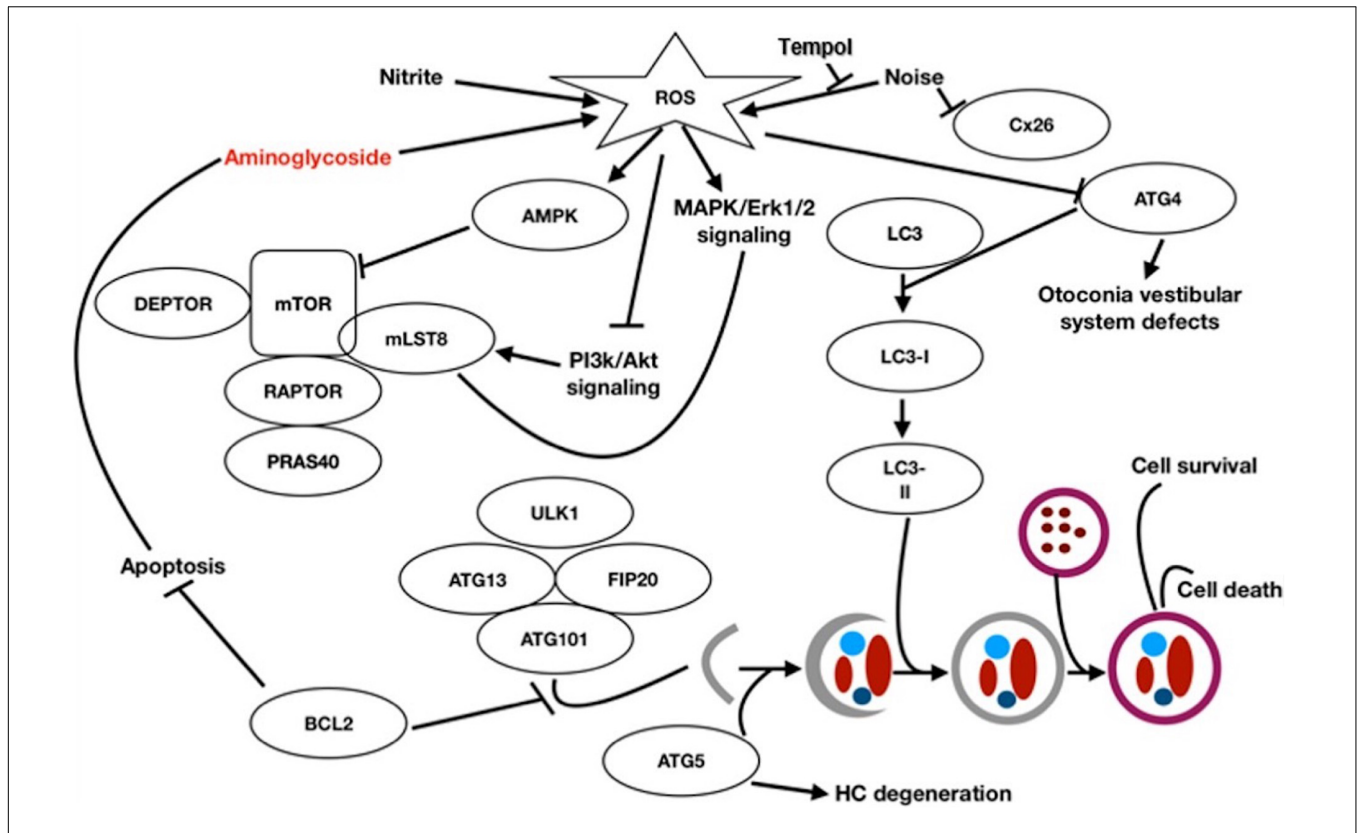 Tempol
Nitrite
ROS
Noise
Cx26
Aminoglycoside
AMPK
MAPK/Erk1/2
signaling
LC3
ATG4
DEPTOR
mTOR
mLST8
Otoconia vestibular
system defects
PI3k/Akt
signaling
LC3-I
RAPTOR
PRAS40
LC3-
II
Cell survival
ULK1
Apoptosis
ATG13
FIP20
Cell death
ATG101
BCL2
ATG5
HC degeneration